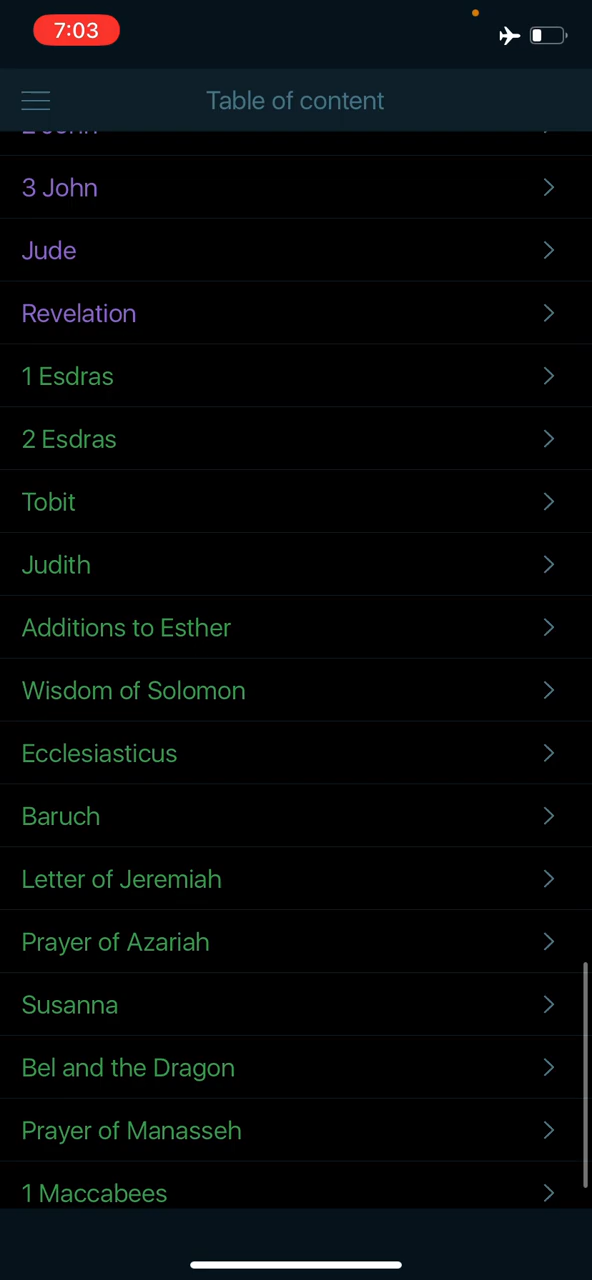 7:03
Table of content
3 John
Jude
Revelation
1 Esdras
2 Esdras
Tobit
Judith
Additions to Esther
Wisdom of Solomon
Ecclesiasticus
Baruch
Letter of Jeremiah
Prayer of Azariah
Susanna
Bel and the Dragon
Prayer of Manasseh
1 Maccabees